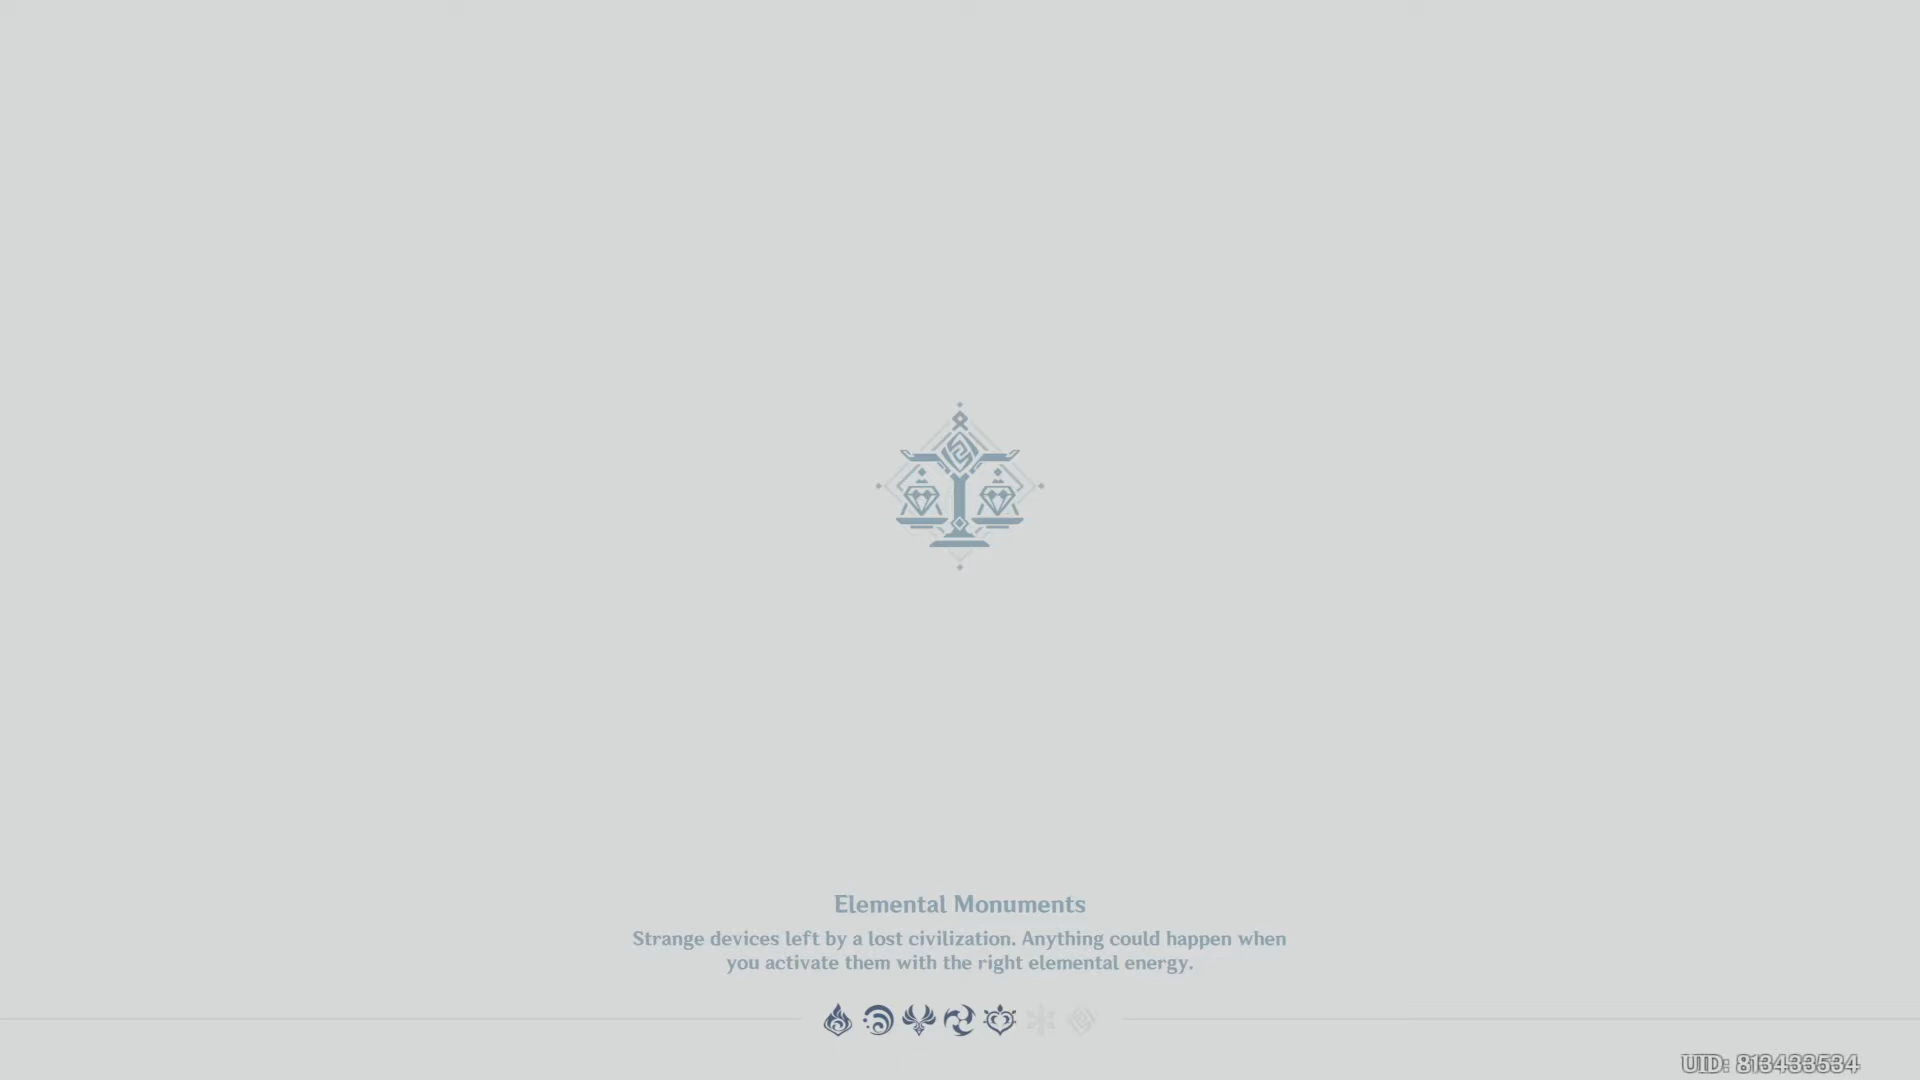 Elemental Monuments
Strange devices left by a lost civilization. Anything could happen when
you activate them with the right elemental energy.
UID: 813433534